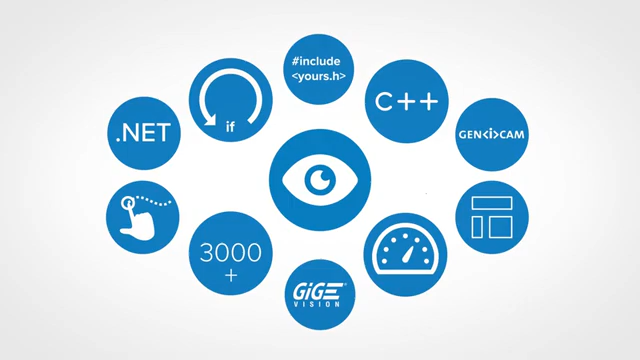 #include
<yours.h>
C++
if
.NET
GEN<i>CAM
3000
+
GiGE
VISION